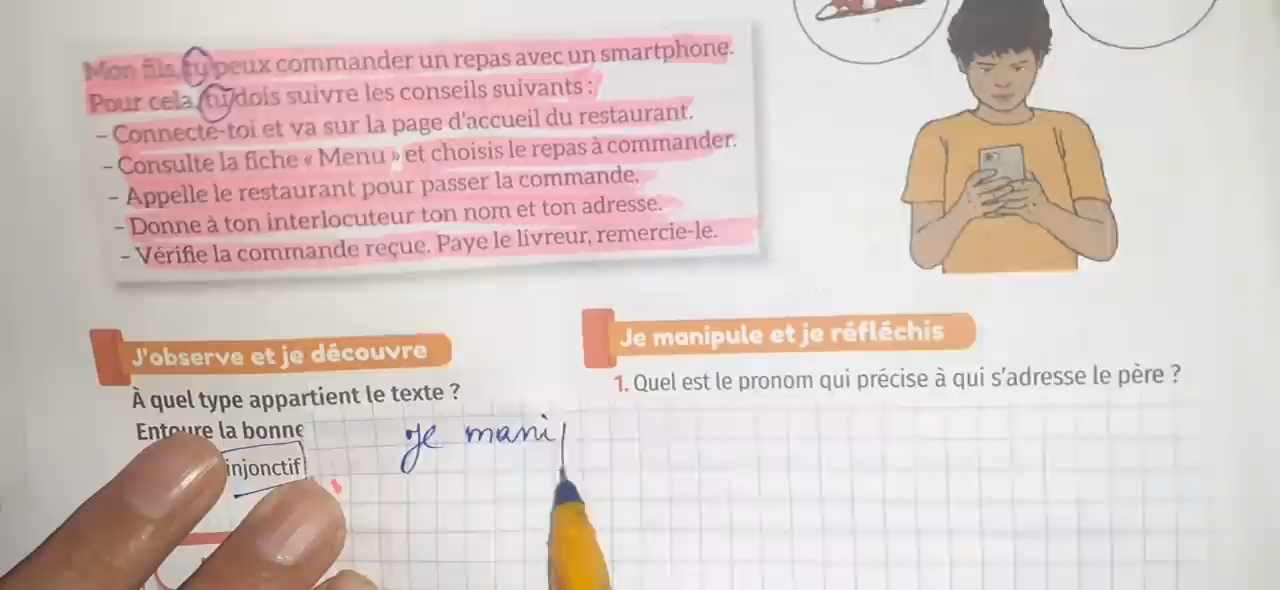 Mon fils, tu peux commander un repas avec un smartphone.
Pour cela, tu dois suivre les conseils suivants :
- Connecte-toi et va sur la page d'accueil du restaurant.
- Consulte la fiche « Menu » et choisis le repas à commander.
- Appelle le restaurant pour passer la commande.
- Donne à ton interlocuteur ton nom et ton adresse.
- Vérifie la commande reçue. Paye le livreur, remercie-le.
J'observe et je découvre
À quel type appartient le texte ?
Entoure la bonne
injonctif
Je manipule et je réfléchis
1. Quel est le pronom qui précise à qui s'adresse le père ?
je mani